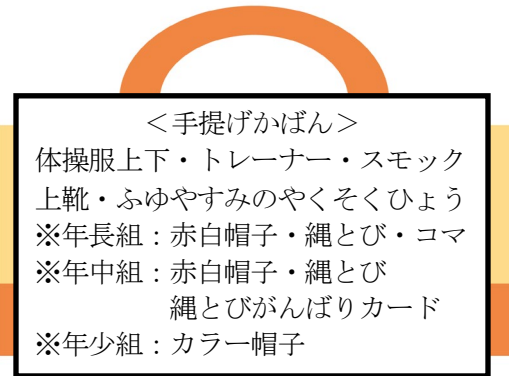 ＜手提げかばん＞
体操服上下・トレーナー・スモック
上靴・ふゆやすみのやくそくひょう
※年長組：赤白帽子・縄とび・コマ
※年中組：赤白帽子・縄とび
縄とびがんばりカード
※年少組：カラー帽子